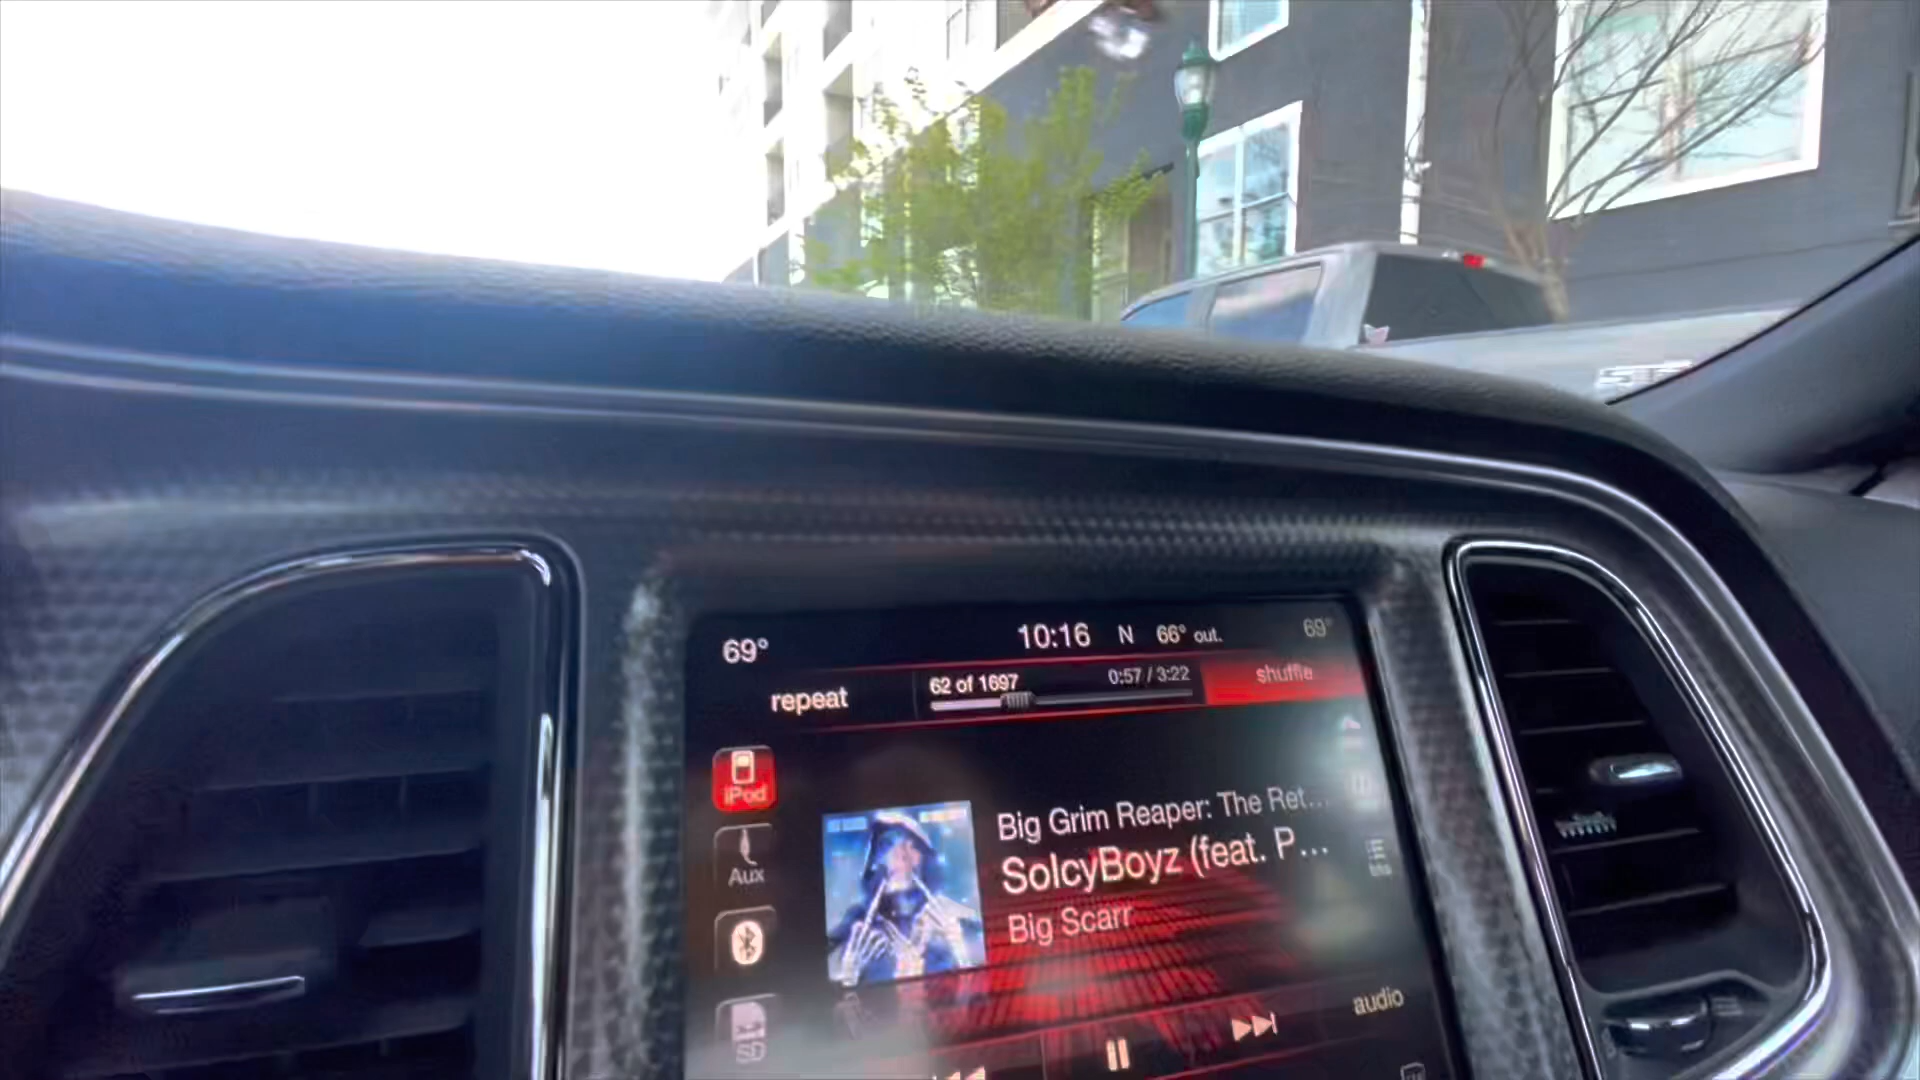 69° 10:16 N 66° out. 69°
repeat 62 of 1697 0:57 / 3:22 shuffle
iPod
Big Grim Reaper: The Ret...
SolcyBoyz (feat. P...
Aux
Big Scarr
SD
audio